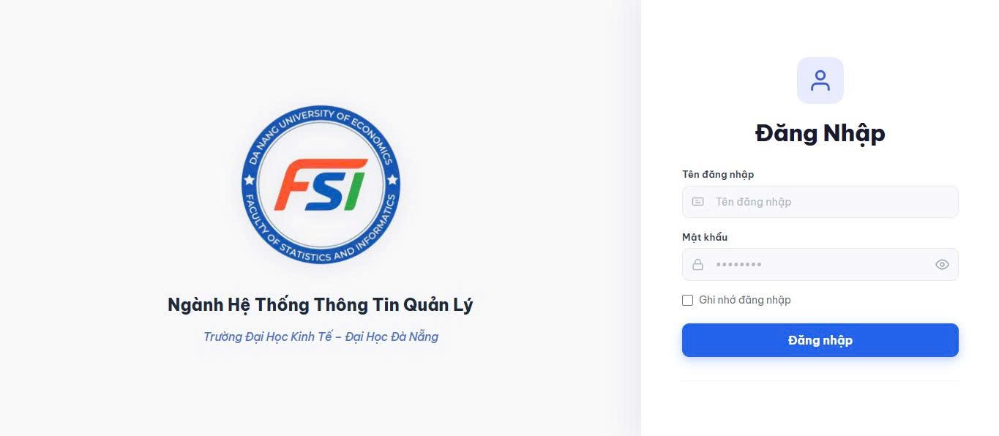 DA NANG UNIVERSITY OF ECONOMICS
FSI
FACULTY OF STATISTICS AND INFORMATICS
Ngành Hệ Thống Thông Tin Quản Lý
Trường Đại Học Kinh Tế – Đại Học Đà Nẵng
Đăng Nhập
Tên đăng nhập
Tên đăng nhập
Mật khẩu
••••••••
Ghi nhớ đăng nhập
Đăng nhập